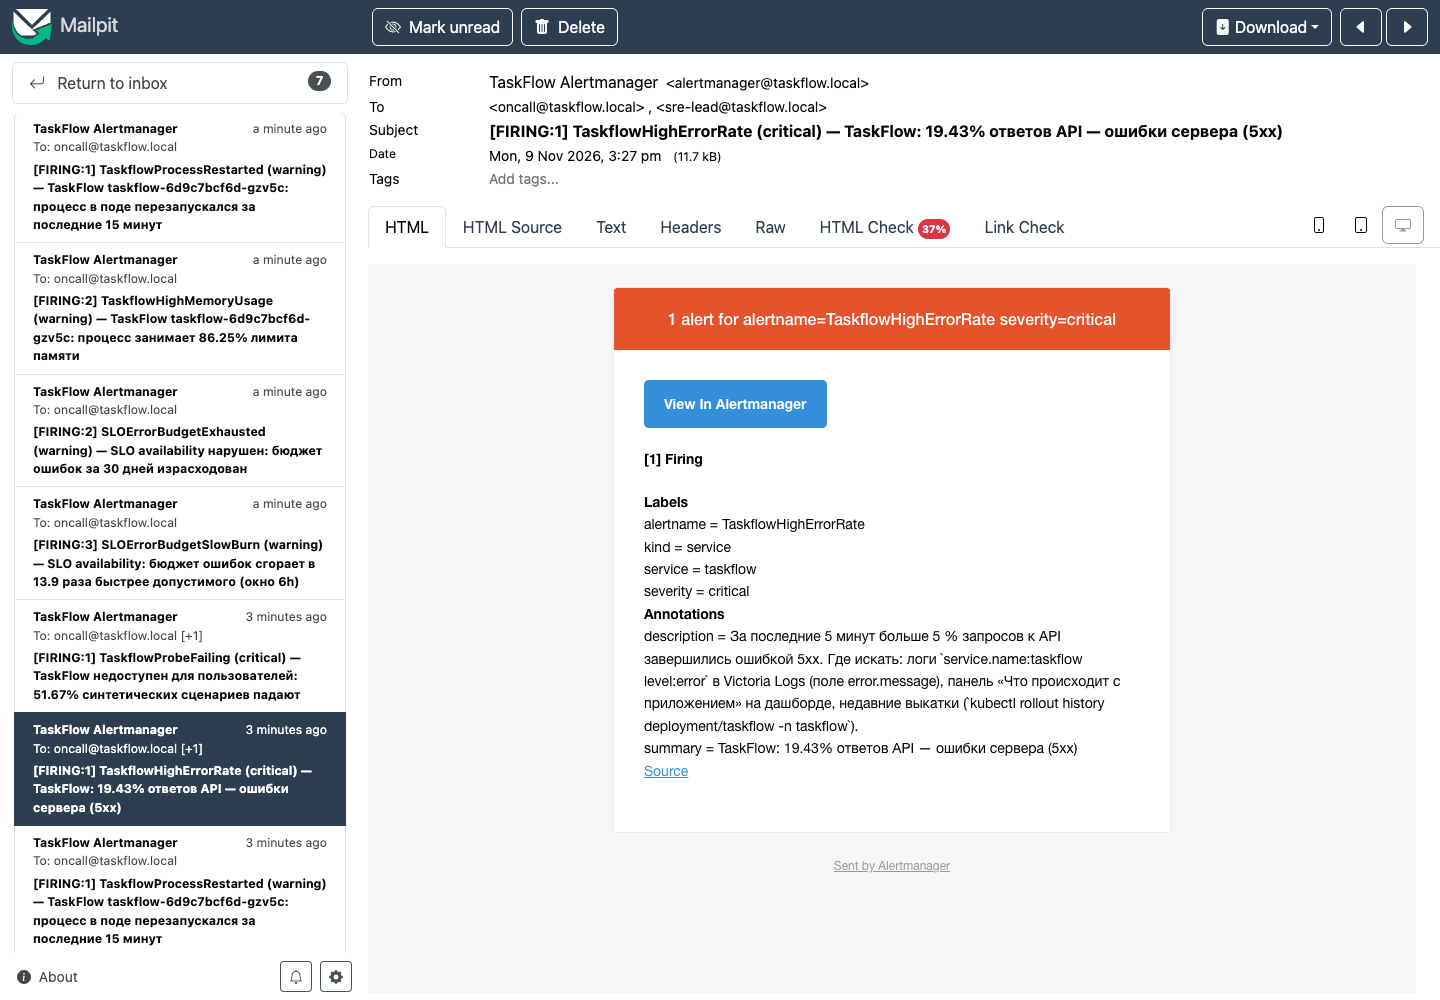 Mailpit
Mark unread
Delete
Download
Return to inbox
7
TaskFlow Alertmanager
a minute ago
To: oncall@taskflow.local
[FIRING:1] TaskflowProcessRestarted (warning)
— TaskFlow taskflow-6d9c7bcf6d-gzv5c:
процесс в поде перезапускался за
последние 15 минут
TaskFlow Alertmanager
a minute ago
To: oncall@taskflow.local
[FIRING:2] TaskflowHighMemoryUsage
(warning) — TaskFlow taskflow-6d9c7bcf6d-
gzv5c: процесс занимает 86.25% лимита
памяти
TaskFlow Alertmanager
a minute ago
To: oncall@taskflow.local
[FIRING:2] SLOErrorBudgetExhausted
(warning) — SLO availability нарушен: бюджет
ошибок за 30 дней израсходован
TaskFlow Alertmanager
a minute ago
To: oncall@taskflow.local
[FIRING:3] SLOErrorBudgetSlowBurn (warning)
— SLO availability: бюджет ошибок сгорает в
13.9 раза быстрее допустимого (окно 6h)
TaskFlow Alertmanager
3 minutes ago
To: oncall@taskflow.local [+1]
[FIRING:1] TaskflowProbeFailing (critical) —
TaskFlow недоступен для пользователей:
51.67% синтетических сценариев падают
TaskFlow Alertmanager
3 minutes ago
To: oncall@taskflow.local [+1]
[FIRING:1] TaskflowHighErrorRate (critical) —
TaskFlow: 19.43% ответов API — ошибки
сервера (5xx)
TaskFlow Alertmanager
3 minutes ago
To: oncall@taskflow.local
[FIRING:1] TaskflowProcessRestarted (warning)
— TaskFlow taskflow-6d9c7bcf6d-gzv5c:
процесс в поде перезапускался за
последние 15 минут
About
From TaskFlow Alertmanager <alertmanager@taskflow.local>
To <oncall@taskflow.local> , <sre-lead@taskflow.local>
Subject [FIRING:1] TaskflowHighErrorRate (critical) — TaskFlow: 19.43% ответов API — ошибки сервера (5xx)
Date Mon, 9 Nov 2026, 3:27 pm (11.7 kB)
Tags Add tags...
HTML
HTML Source
Text
Headers
Raw
HTML Check 37%
Link Check
1 alert for alertname=TaskflowHighErrorRate severity=critical
View In Alertmanager
[1] Firing
Labels
alertname = TaskflowHighErrorRate
kind = service
service = taskflow
severity = critical
Annotations
description = За последние 5 минут больше 5 % запросов к API
завершились ошибкой 5xx. Где искать: логи `service.name:taskflow
level:error` в Victoria Logs (поле error.message), панель «Что происходит с
приложением» на дашборде, недавние выкатки (`kubectl rollout history
deployment/taskflow -n taskflow`).
summary = TaskFlow: 19.43% ответов API — ошибки сервера (5xx)
Source
Sent by Alertmanager